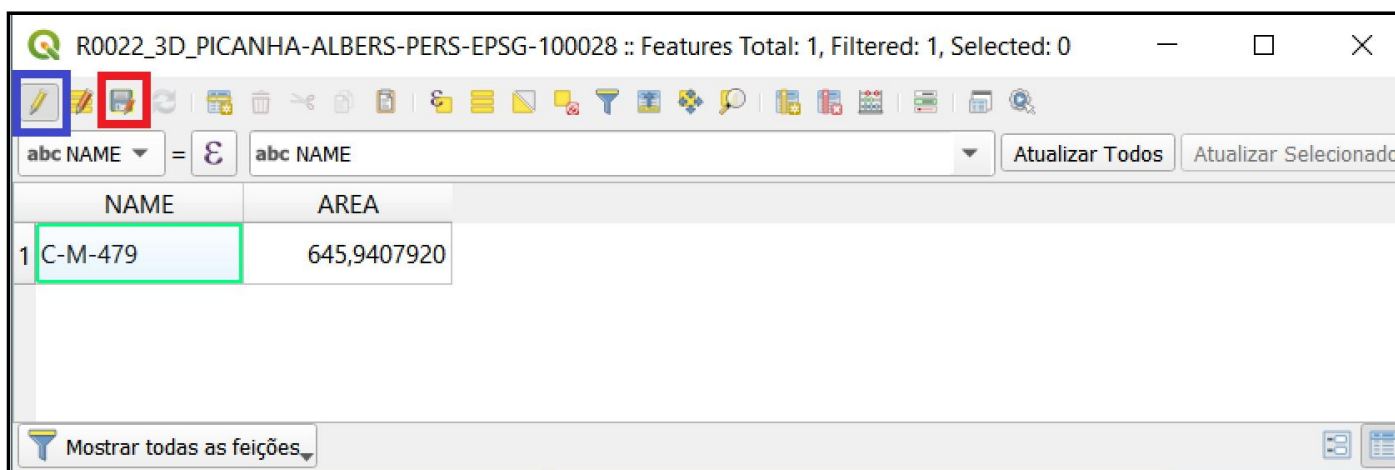 R0022_3D_PICANHA-ALBERS-PERS-EPSG-100028 :: Features Total: 1, Filtered: 1, Selected: 0
abc NAME = ε abc NAME Atualizar Todos Atualizar Selecionado
NAME AREA
1 C-M-479 645,9407920
Mostrar todas as feições